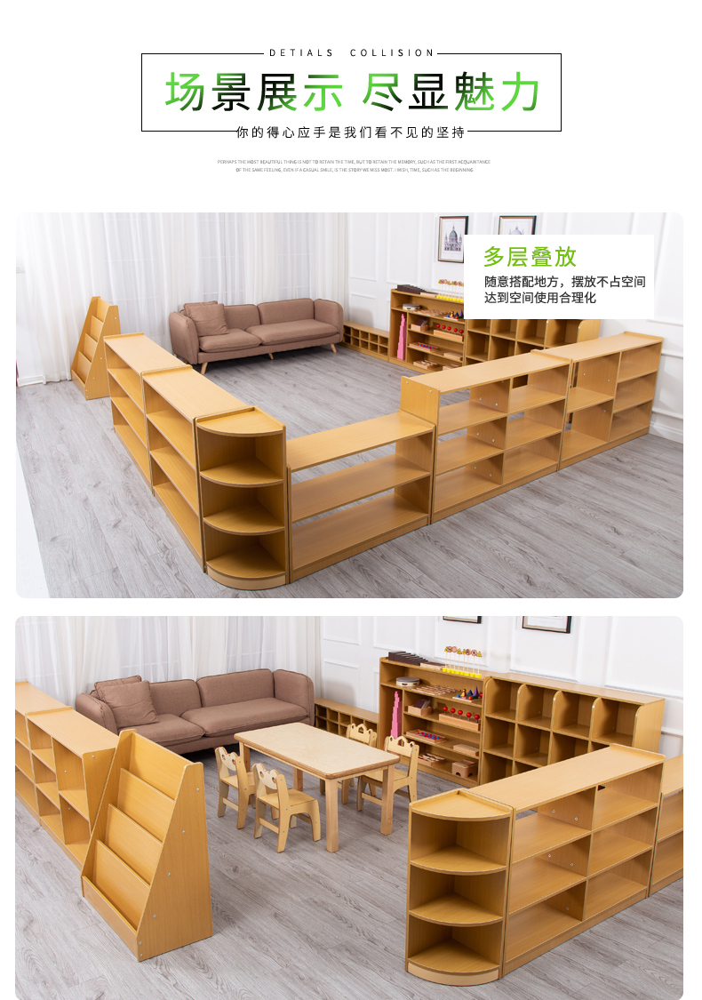 DETIALS COLLISION
场景展示 尽显魅力
你的得心应手是我们看不见的坚持
PERHAPS THE MOST BEAUTIFUL THING IS NOT TO RETAIN THE TIME, BUT TO RETAIN THE MEMORY, SUCH AS THE FIRST ACQUAINTANCE
OF THE SAME FEELING, EVEN IF A CASUAL SMILE, IS THE STORY WE MISS MOST. I WISH, TIME, SUCH AS THE BEGINNING
多层叠放
随意搭配地方，摆放不占空间
达到空间使用合理化